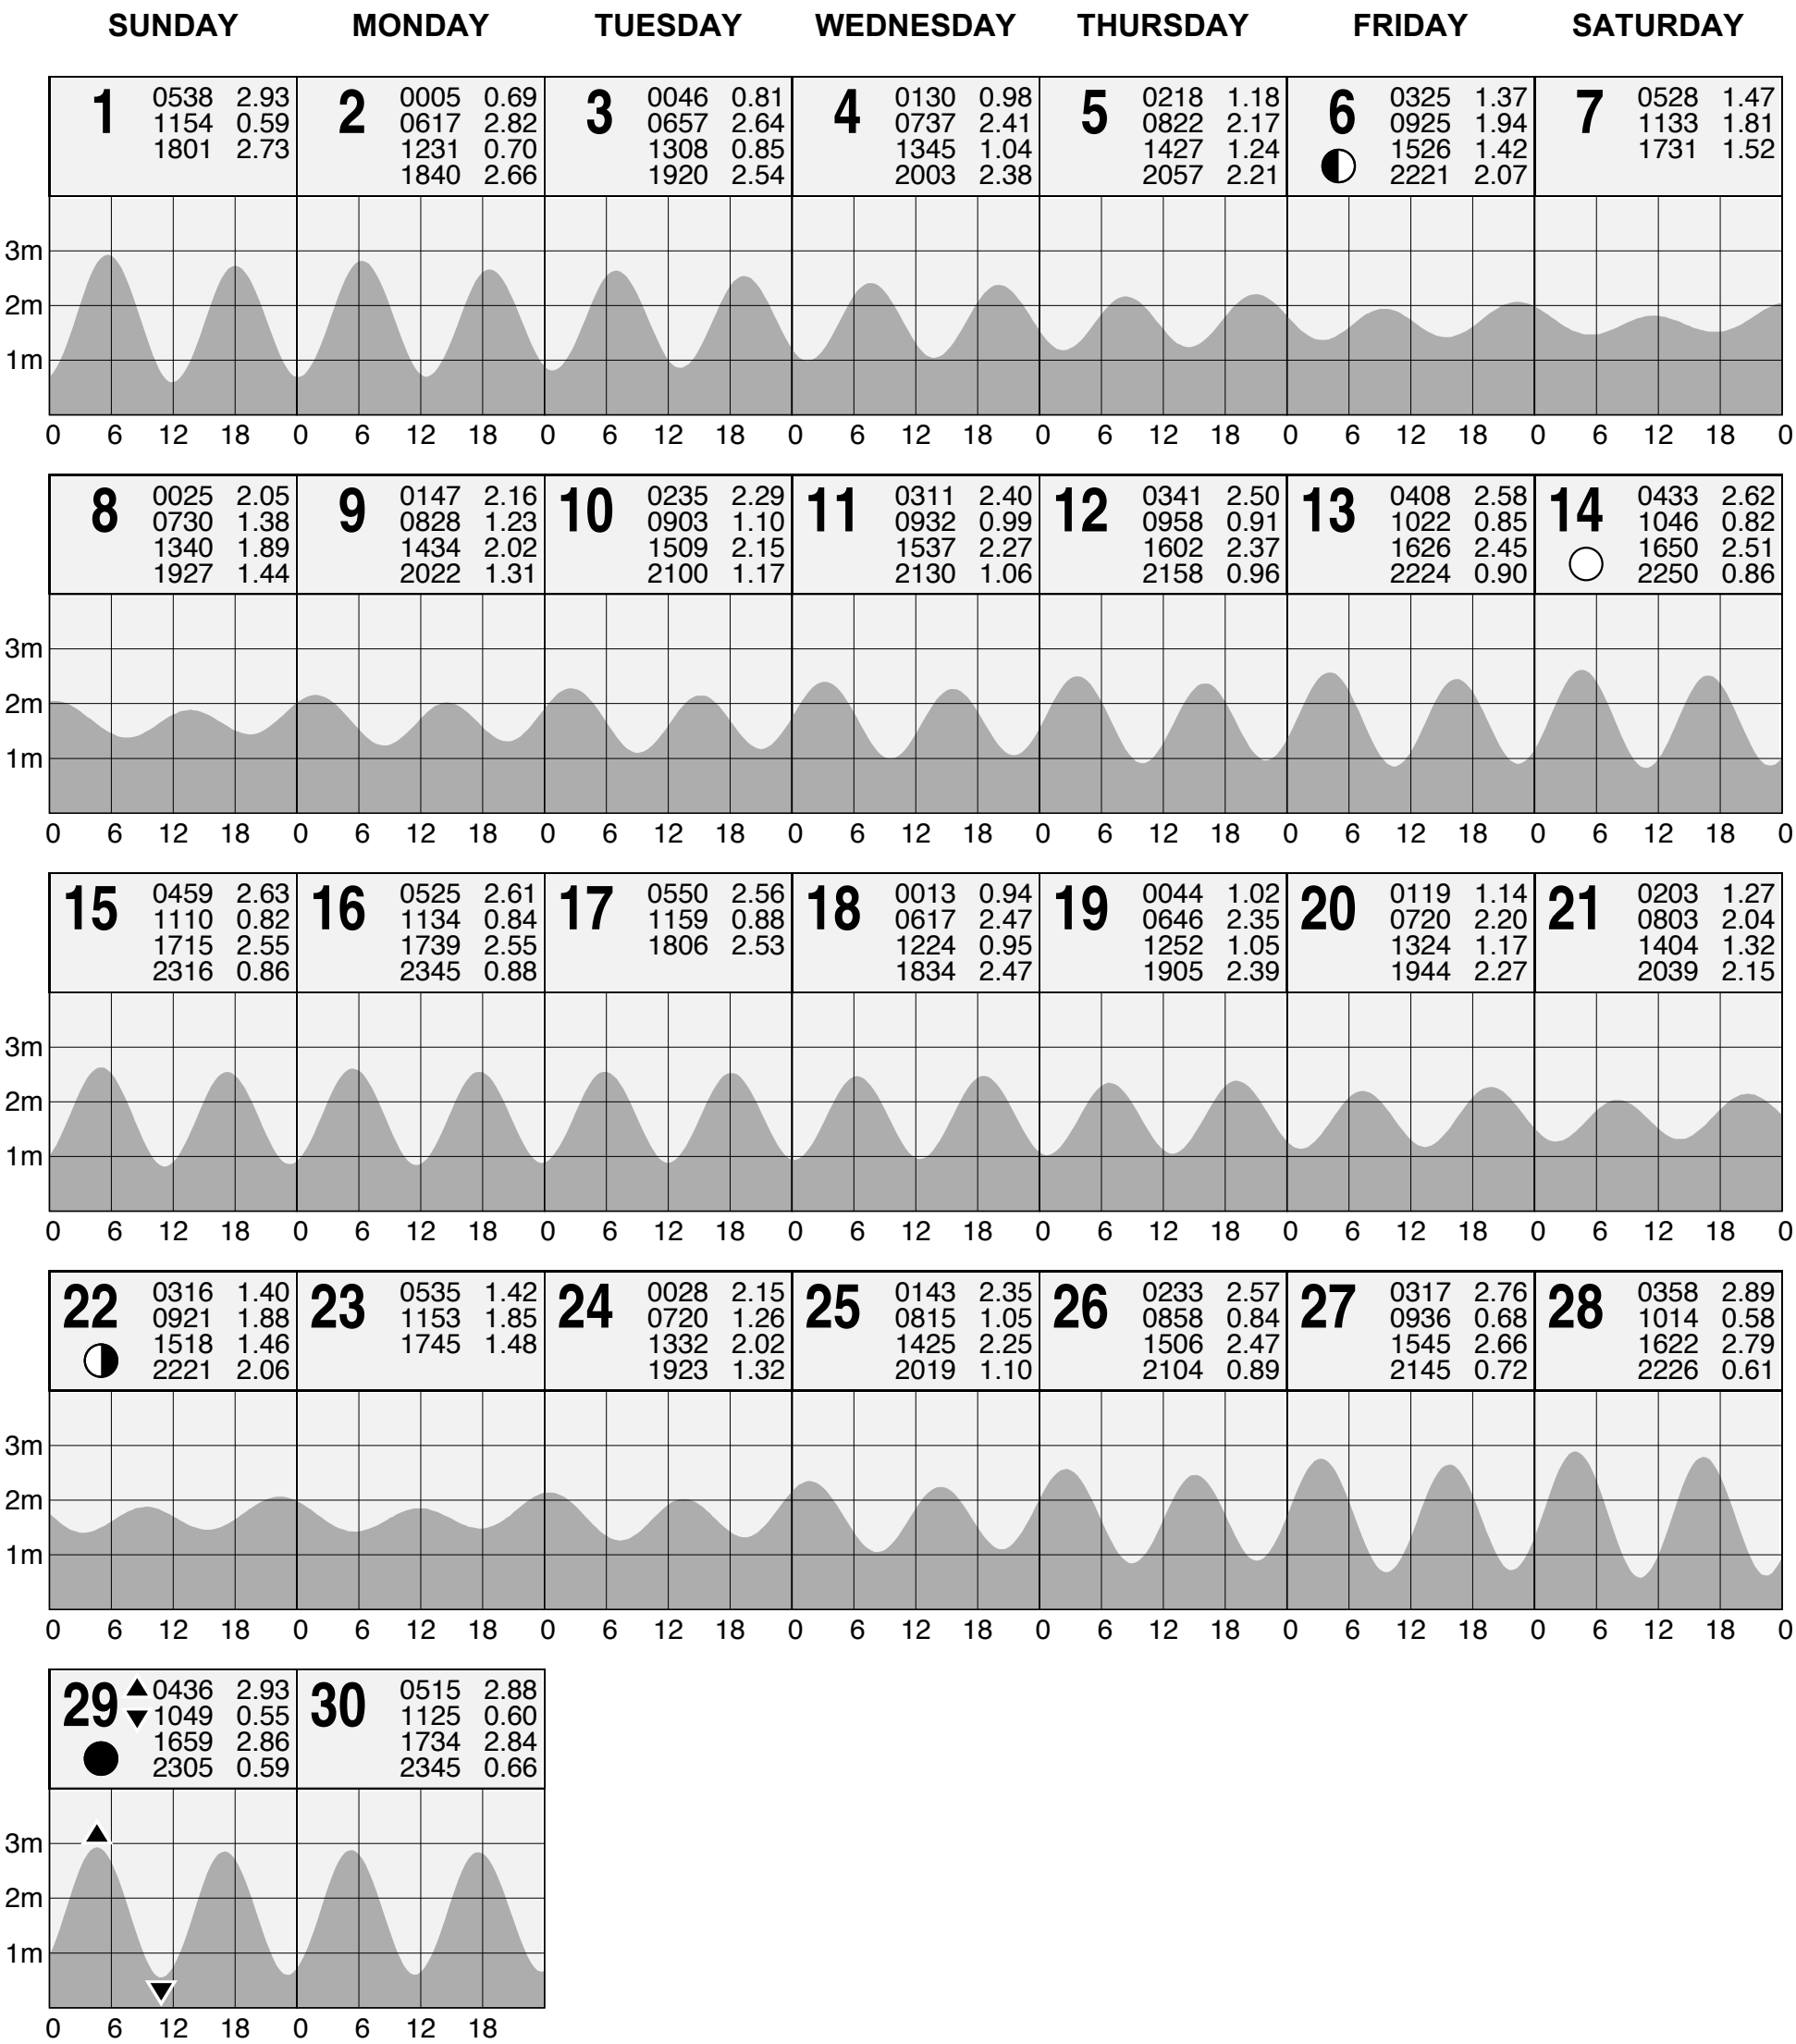 SUNDAY MONDAY TUESDAY WEDNESDAY THURSDAY FRIDAY SATURDAY
1 0538 2.93
1154 0.59
1801 2.73
2 0005 0.69
0617 2.82
1231 0.70
1840 2.66
3 0046 0.81
0657 2.64
1308 0.85
1920 2.54
4 0130 0.98
0737 2.41
1345 1.04
2003 2.38
5 0218 1.18
0822 2.17
1427 1.24
2057 2.21
6 0325 1.37
0925 1.94
1526 1.42
2221 2.07
7 0528 1.47
1133 1.81
1731 1.52
3m
2m
1m
0 6 12 18 0 6 12 18 0 6 12 18 0 6 12 18 0 6 12 18 0 6 12 18 0 6 12 18 0
8 0025 2.05
0730 1.38
1340 1.89
1927 1.44
9 0147 2.16
0828 1.23
1434 2.02
2022 1.31
10 0235 2.29
0903 1.10
1509 2.15
2100 1.17
11 0311 2.40
0932 0.99
1537 2.27
2130 1.06
12 0341 2.50
0958 0.91
1602 2.37
2158 0.96
13 0408 2.58
1022 0.85
1626 2.45
2224 0.90
14 0433 2.62
1046 0.82
1650 2.51
2250 0.86
3m
2m
1m
0 6 12 18 0 6 12 18 0 6 12 18 0 6 12 18 0 6 12 18 0 6 12 18 0 6 12 18 0
15 0459 2.63
1110 0.82
1715 2.55
2316 0.86
16 0525 2.61
1134 0.84
1739 2.55
2345 0.88
17 0550 2.56
1159 0.88
1806 2.53
18 0013 0.94
0617 2.47
1224 0.95
1834 2.47
19 0044 1.02
0646 2.35
1252 1.05
1905 2.39
20 0119 1.14
0720 2.20
1324 1.17
1944 2.27
21 0203 1.27
0803 2.04
1404 1.32
2039 2.15
3m
2m
1m
0 6 12 18 0 6 12 18 0 6 12 18 0 6 12 18 0 6 12 18 0 6 12 18 0 6 12 18 0
22 0316 1.40
0921 1.88
1518 1.46
2221 2.06
23 0535 1.42
1153 1.85
1745 1.48
24 0028 2.15
0720 1.26
1332 2.02
1923 1.32
25 0143 2.35
0815 1.05
1425 2.25
2019 1.10
26 0233 2.57
0858 0.84
1506 2.47
2104 0.89
27 0317 2.76
0936 0.68
1545 2.66
2145 0.72
28 0358 2.89
1014 0.58
1622 2.79
2226 0.61
3m
2m
1m
0 6 12 18 0 6 12 18 0 6 12 18 0 6 12 18 0 6 12 18 0 6 12 18 0 6 12 18 0
29 0436 2.93
1049 0.55
1659 2.86
2305 0.59
30 0515 2.88
1125 0.60
1734 2.84
2345 0.66
3m
2m
1m
0 6 12 18 0 6 12 18